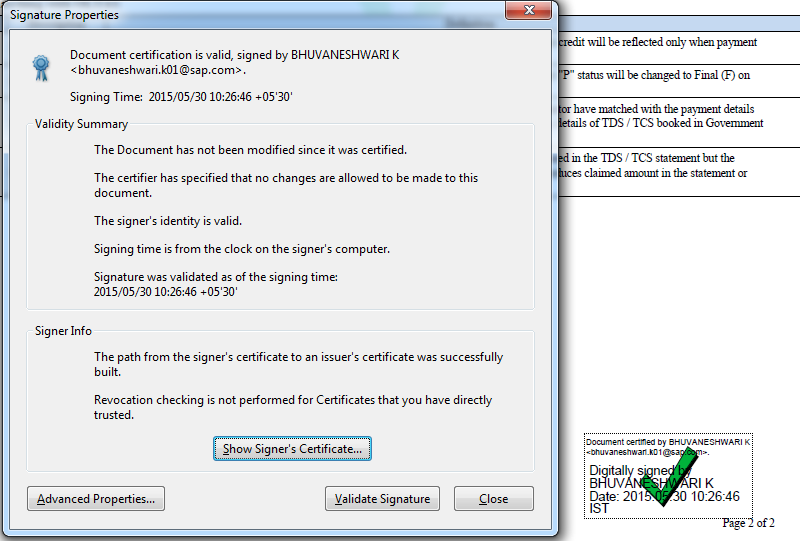 Signature Properties
Document certification is valid, signed by BHUVANESHWARI K
<bhuvaneshwari.k01@sap.com>.
Signing Time: 2015/05/30 10:26:46 +05'30'
Validity Summary
The Document has not been modified since it was certified.
The certifier has specified that no changes are allowed to be made to this
document.
The signer's identity is valid.
Signing time is from the clock on the signer's computer.
Signature was validated as of the signing time:
2015/05/30 10:26:46 +05'30'
Signer Info
The path from the signer's certificate to an issuer's certificate was successfully
built.
Revocation checking is not performed for Certificates that you have directly
trusted.
Show Signer's Certificate...
Advanced Properties...
Validate Signature
Close
credit will be reflected only when payment
"P" status will be changed to Final (F) on
tor have matched with the payment details
details of TDS / TCS booked in Government
ed in the TDS / TCS statement but the
duces claimed amount in the statement or
Document certified by BHUVANESHWARI K
<bhuvaneshwari.k01@sap.com>.
Digitally signed by
BHUVANESHWARI K
Date: 2015.05.30 10:26:46
IST
Page 2 of 2